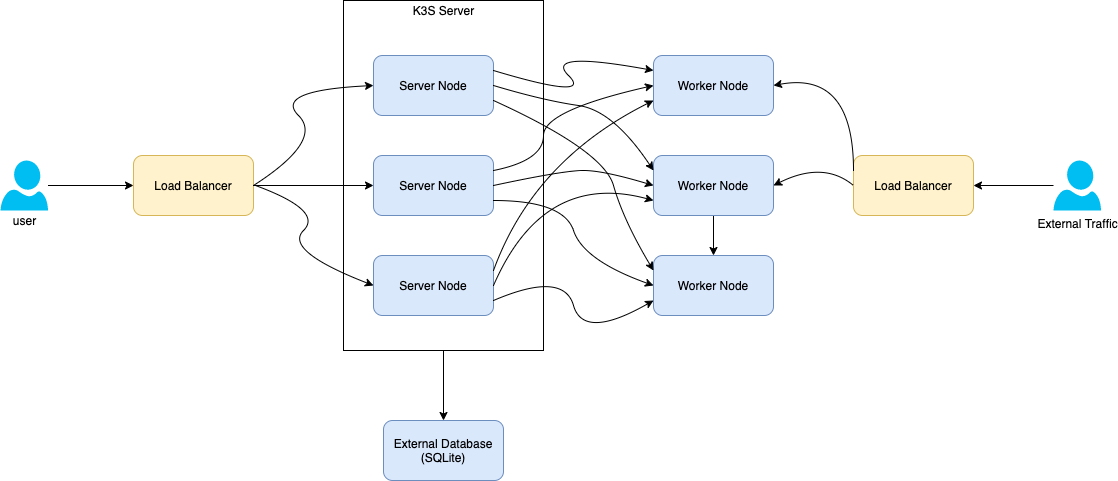 K3S Server
Server Node
Worker Node
user
Load Balancer
Server Node
Worker Node
Load Balancer
External Traffic
Server Node
Worker Node
External Database
(SQLite)